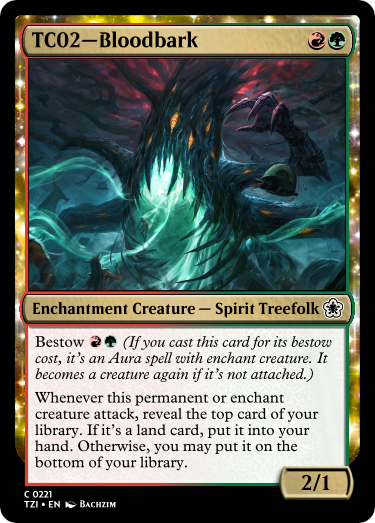 TC02—Bloodbark
Enchantment Creature — Spirit Treefolk
Bestow (If you cast this card for its bestow
cost, it's an Aura spell with enchant creature. It
becomes a creature again if it's not attached.)
Whenever this permanent or enchant
creature attack, reveal the top card of your
library. If it's a land card, put it into your
hand. Otherwise, you may put it on the
bottom of your library.
2/1
C 0221
TZI • EN Bachzim